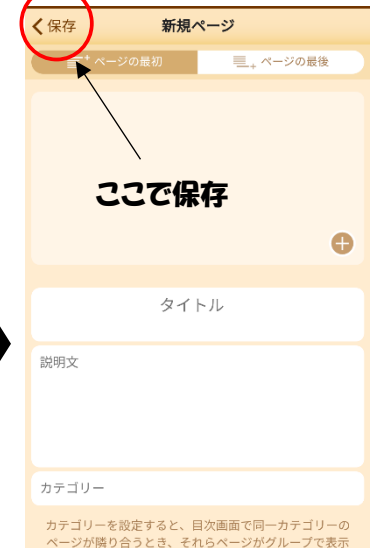 保存
新規ページ
ページの最初
ページの最後
ここで保存
タイトル
説明文
カテゴリー
カテゴリーを設定すると、目次画面で同一カテゴリーの
ページが隣り合うとき、それらページがグループで表示